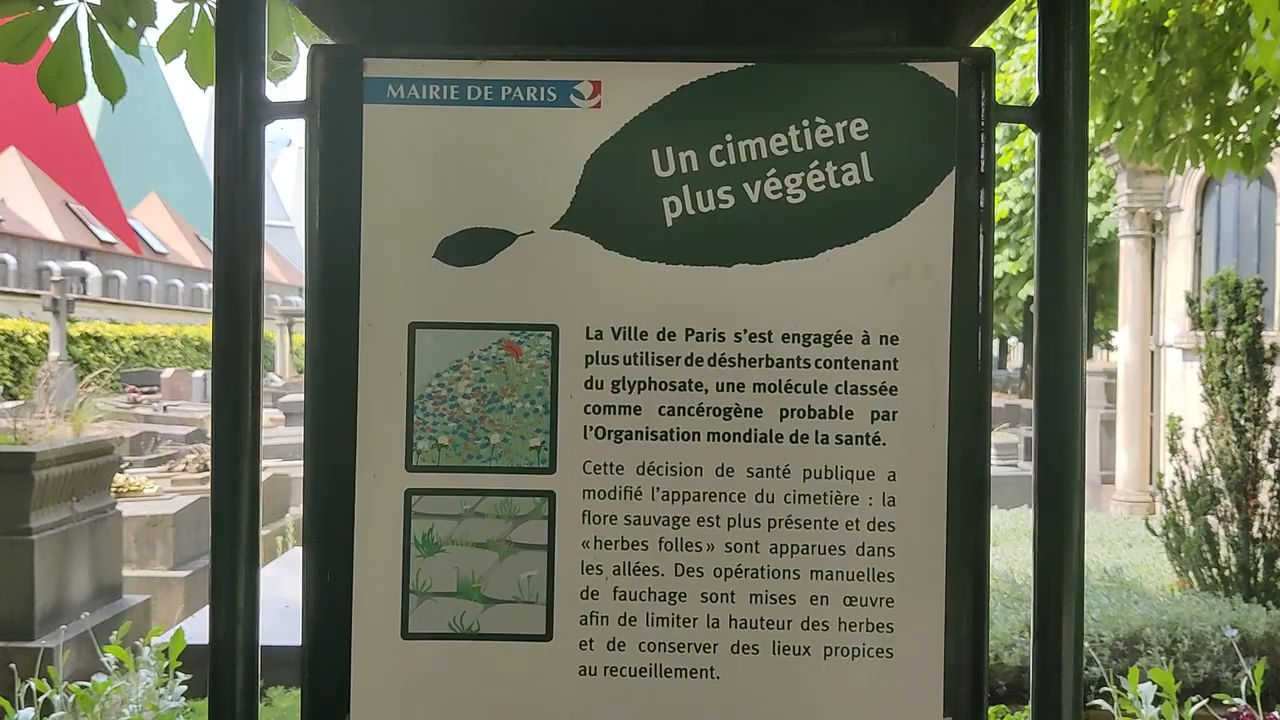 MAIRIE DE PARIS
Un cimetière
plus végétal
La Ville de Paris s'est engagée à ne
plus utiliser de désherbants contenant
du glyphosate, une molécule classée
comme cancérogène probable par
l'Organisation mondiale de la santé.
Cette décision de santé publique a
modifié l'apparence du cimetière : la
flore sauvage est plus présente et des
«herbes folles» sont apparues dans
les allées. Des opérations manuelles
de fauchage sont mises en œuvre
afin de limiter la hauteur des herbes
et de conserver des lieux propices
au recueillement.